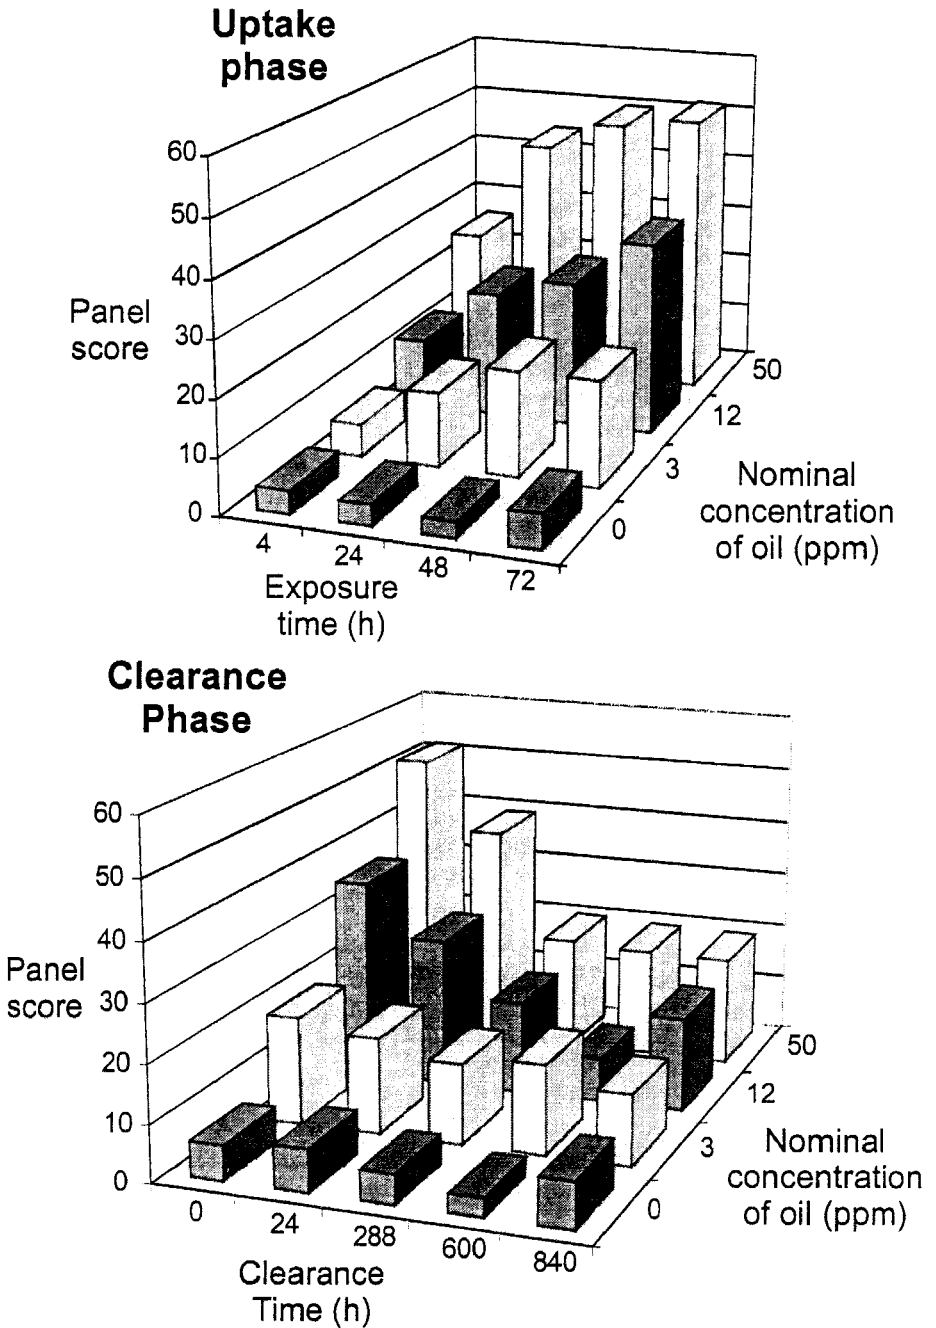 Uptake
phase
60
50
40
30
20
10
0
Panel
score
4
24
48
72
Exposure
time (h)
0
3
12
50
Nominal
concentration
of oil (ppm)
Clearance
Phase
60
50
40
30
20
10
0
Panel
score
0
24
288
600
840
Clearance
Time (h)
0
3
12
50
Nominal
concentration
of oil (ppm)